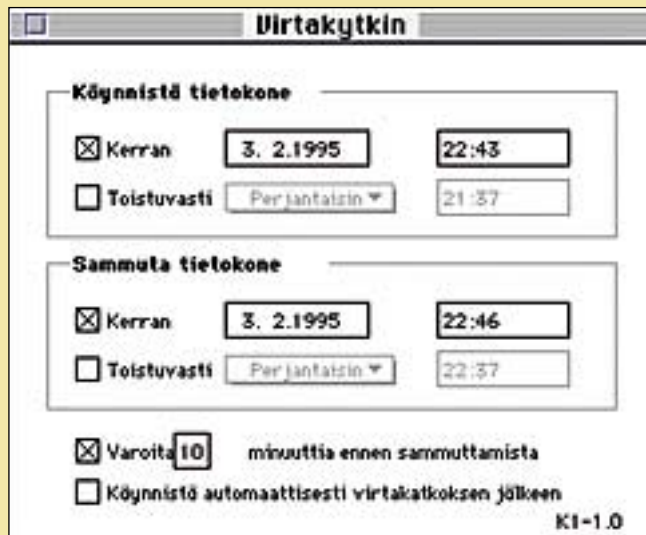 Virtakytkin
Käynnistä tietokone
Kerran 3. 2.1995 22:43
Toistuvasti Perjantaisin 21:37
Sammuta tietokone
Kerran 3. 2.1995 22:46
Toistuvasti Perjantaisin 22:37
Varoita 10 minuuttia ennen sammuttamista
Käynnistä automaattisesti virtakatkoksen jälkeen
K1-1.0